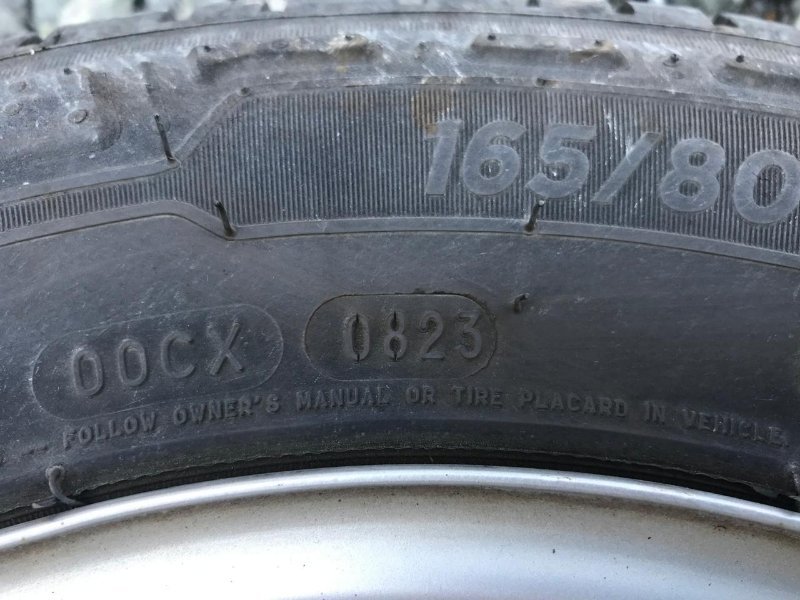 165/80
00CX 0823
FOLLOW OWNER'S MANUAL OR TIRE PLACARD IN VEHICLE.